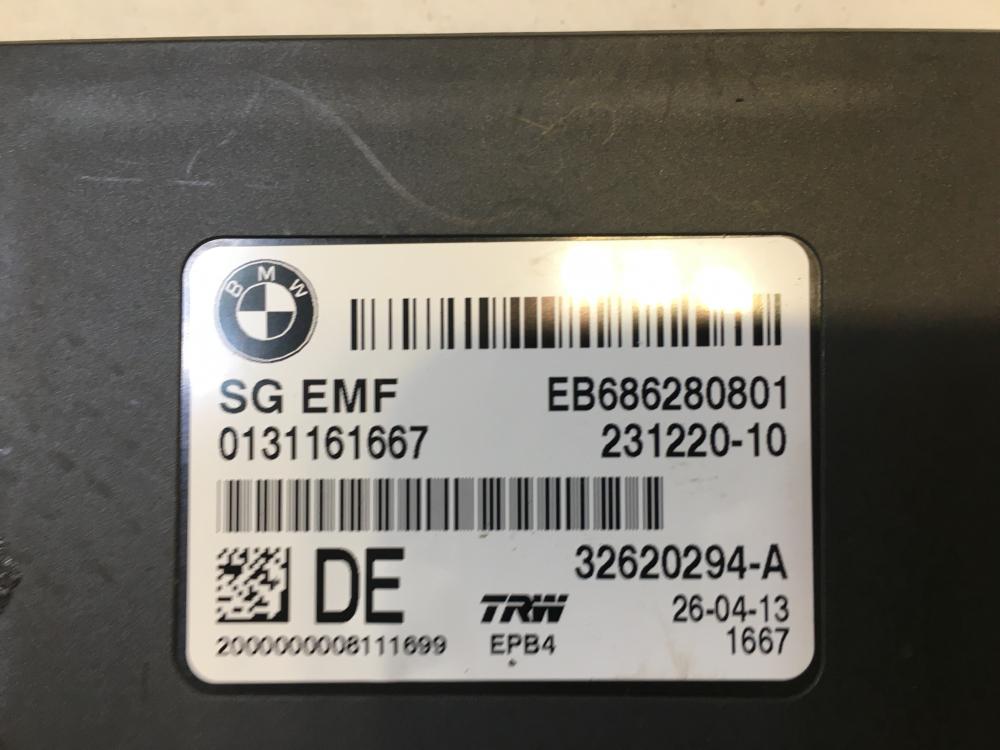 BMW
SG EMF EB686280801
0131161667 231220-10
DE 32620294-A
TRW 26-04-13
2000000008111699 EPB4 1667